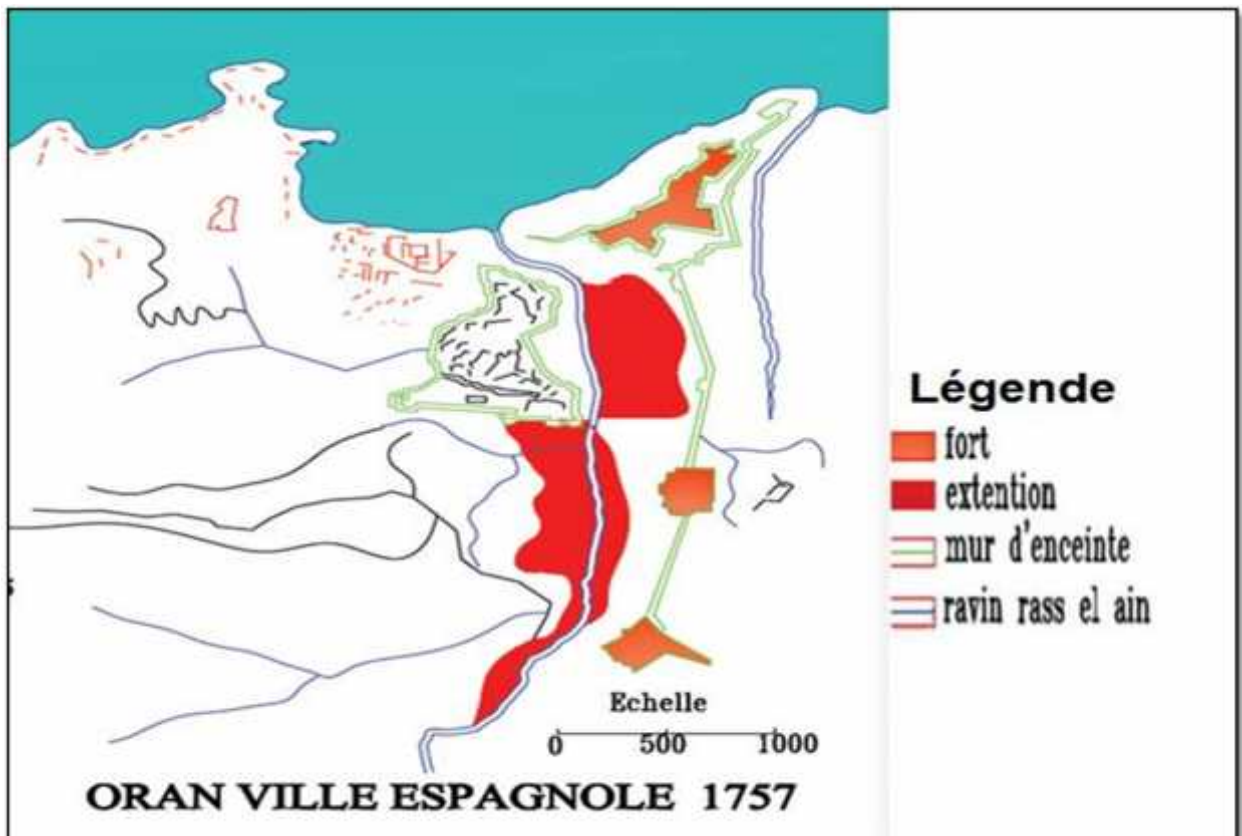 Légende
fort
extention
mur d'enceinte
ravin rass el ain
Echelle
0 500 1000
ORAN VILLE ESPAGNOLE 1757